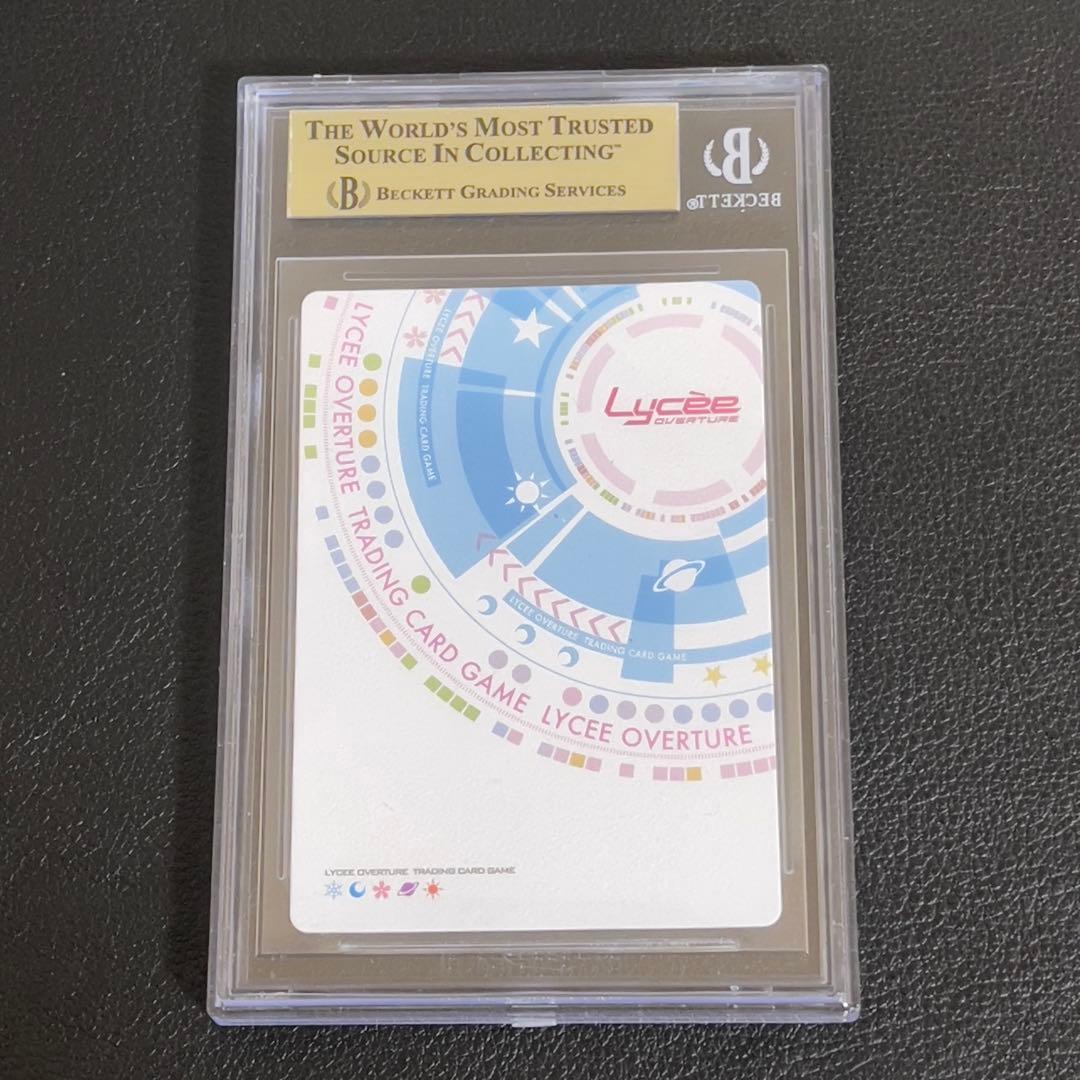 THE WORLD'S MOST TRUSTED
SOURCE IN COLLECTING™
B BECKETT GRADING SERVICES
B
BECKETT®
Lycèe
OVERTURE
LYCEE OVERTURE TRADING CARD GAME LYCEE OVERTURE
LYCEE OVERTURE TRADING CARD GAME
LYCEE OVERTURE TRADING CARD GAME
LYCEE OVERTURE TRADING CARD GAME